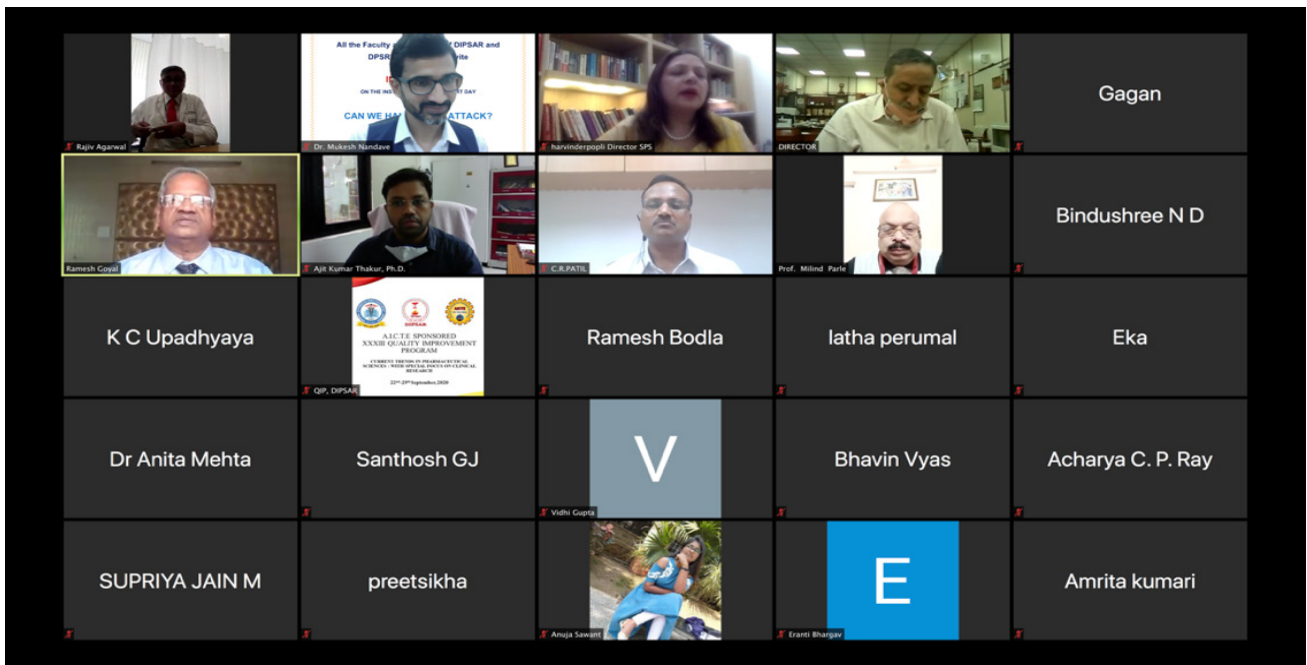 All the Faculty
DIPSAR and
ON THE INS
DAY
CAN WE HA
ATTACK?
Rajiv Agarwal
Dr. Mukesh Nandave
harvinderpopli Director SPS
DIRECTOR
Gagan
Ramesh Goyal
Ajit Kumar Thakur, Ph.D.
C.R.PATIL
Prof. Milind Parle
Bindushree N D
K C Upadhyaya
DIPSAR
A.I.C.T.E SPONSORED
XXXIII QUALITY IMPROVEMENT
PROGRAM
CURRENT TRENDS IN PHARMACEUTICAL
SCIENCES : WITH SPECIAL FOCUS ON CLINICAL
RESEARCH
22nd-25th September, 2020
QIP, DIPSAR
Ramesh Bodla
latha perumal
Eka
Dr Anita Mehta
Santhosh GJ
V
Vidhi Gupta
Bhavin Vyas
Acharya C. P. Ray
SUPRIYA JAIN M
preetsikha
Anuja Sawant
E
Eranti Bhargav
Amrita kumari